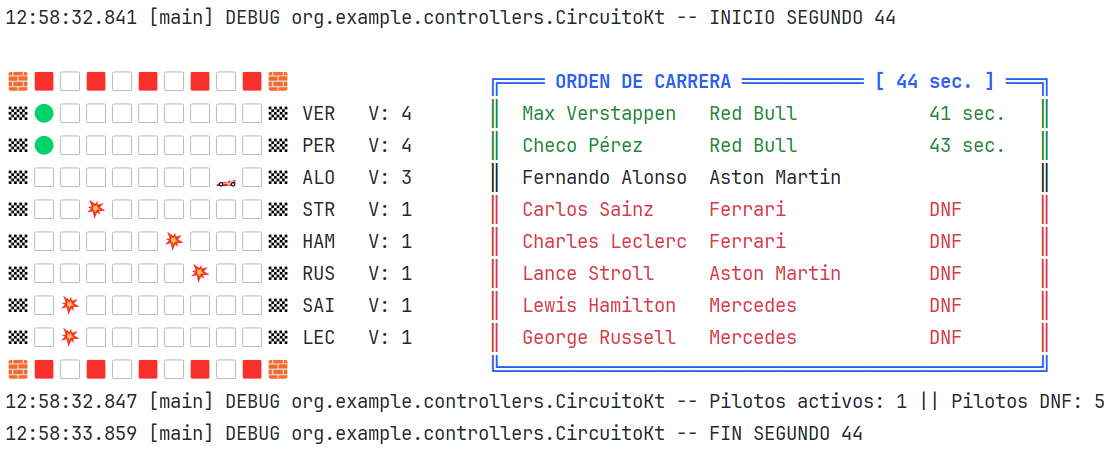 12:58:32.841 [main] DEBUG org.example.controllers.CircuitoKt -- INICIO SEGUNDO 44
ORDEN DE CARRERA [ 44 sec. ]
VER V: 4 Max Verstappen Red Bull 41 sec.
PER V: 4 Checo Pérez Red Bull 43 sec.
ALO V: 3 Fernando Alonso Aston Martin
STR V: 1 Carlos Sainz Ferrari DNF
HAM V: 1 Charles Leclerc Ferrari DNF
RUS V: 1 Lance Stroll Aston Martin DNF
SAI V: 1 Lewis Hamilton Mercedes DNF
LEC V: 1 George Russell Mercedes DNF
12:58:32.847 [main] DEBUG org.example.controllers.CircuitoKt -- Pilotos activos: 1 || Pilotos DNF: 5
12:58:33.859 [main] DEBUG org.example.controllers.CircuitoKt -- FIN SEGUNDO 44